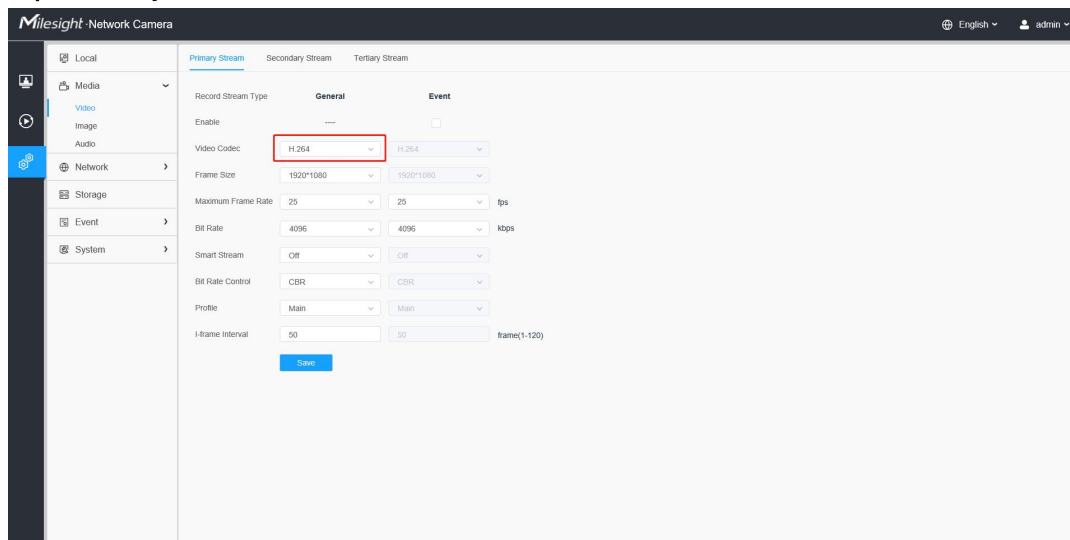 Milesight · Network Camera
English
admin
Local
Media
Video
Image
Audio
Network
Storage
Event
System
Primary Stream Secondary Stream Tertiary Stream
Record Stream Type General Event
Enable ----
Video Codec H.264 H.264
Frame Size 1920*1080 1920*1080
Maximum Frame Rate 25 25 fps
Bit Rate 4096 4096 kbps
Smart Stream Off Off
Bit Rate Control CBR CBR
Profile Main Main
I-frame Interval 50 50 frame(1-120)
Save